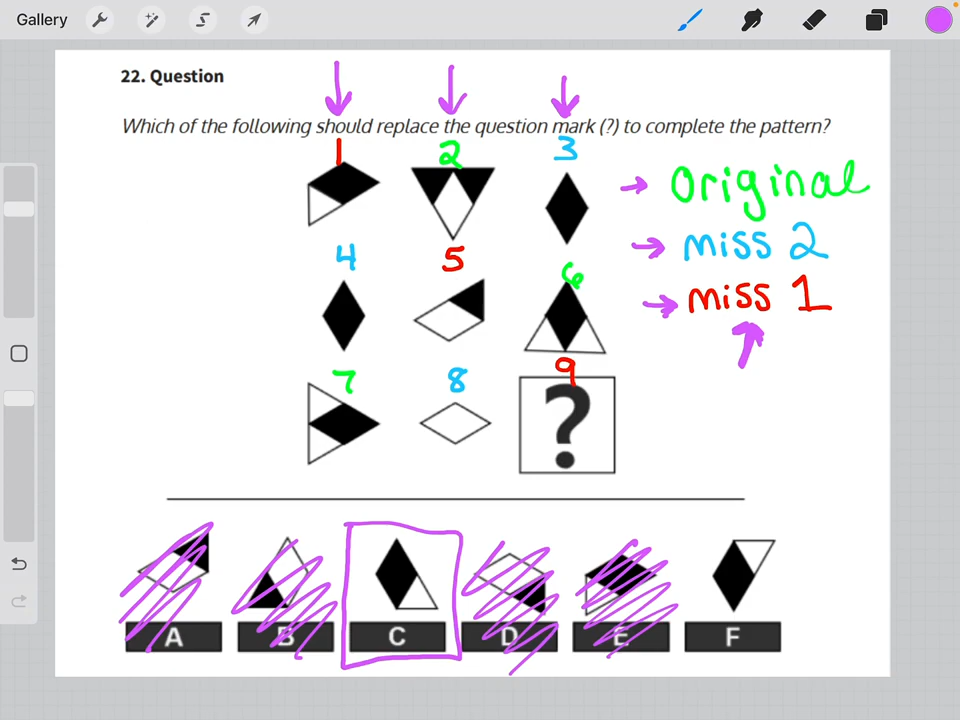 Gallery
22. Question
Which of the following should replace the question mark (?) to complete the pattern?
1 2 3
→ original
→ miss 2
4 5 6
→ miss 1
7 8 9
?
A B C D E F